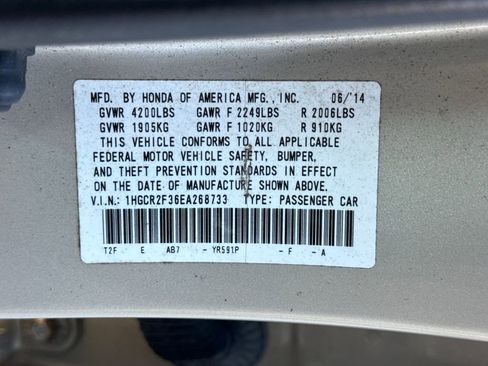 MFD. BY HONDA OF AMERICA MFG., INC. 06/'14
GVWR 4200LBS GAWR F 2249LBS R 2006LBS
GVWR 1905KG GAWR F 1020KG R 910KG
THIS VEHICLE CONFORMS TO ALL APPLICABLE
FEDERAL MOTOR VEHICLE SAFETY, BUMPER,
AND THEFT PREVENTION STANDARDS IN EFFECT
ON THE DATE OF MANUFACTURE SHOWN ABOVE.
V.I.N.: 1HGCR2F36EA268733 TYPE: PASSENGER CAR
T2F E AB7 -YR591P -F -A